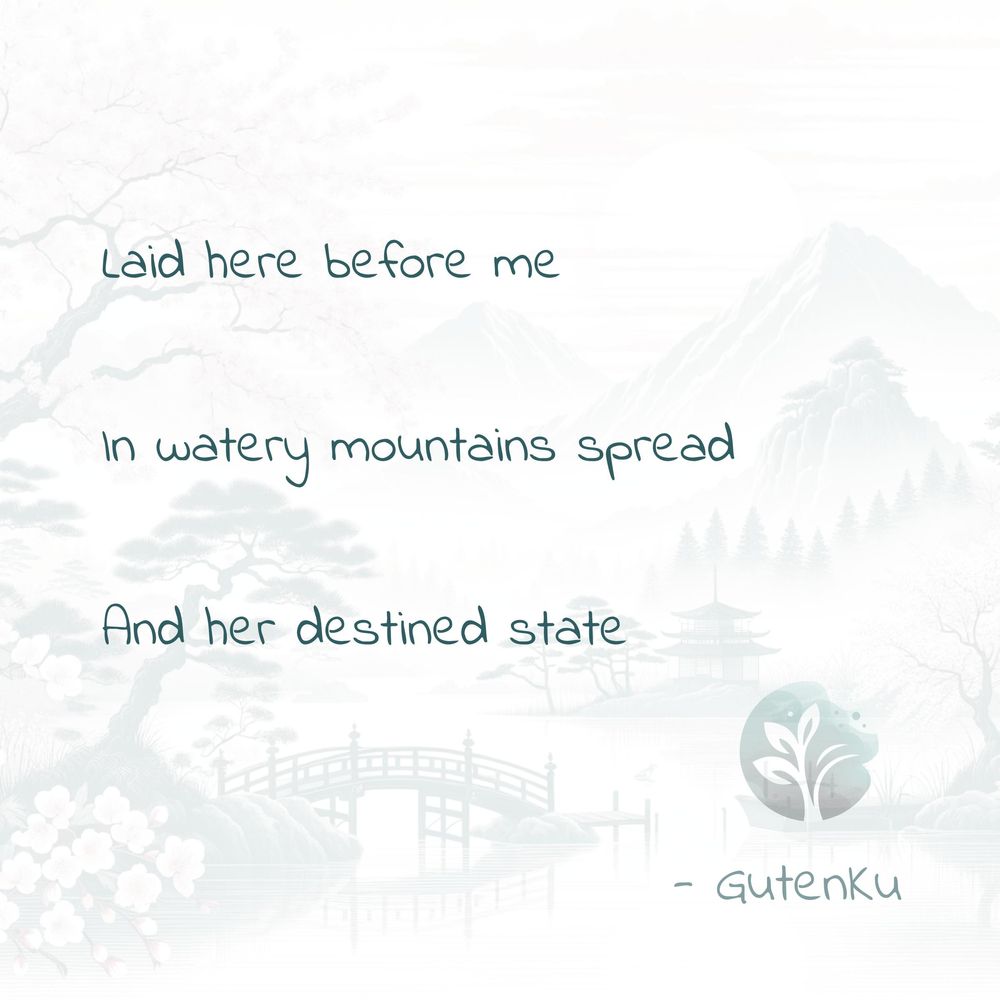 Laid here before me
In watery mountains spread
And her destined state
- GutenKu